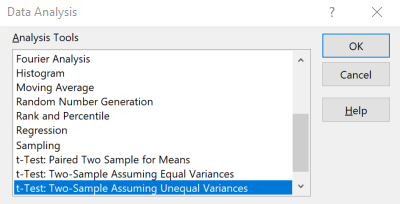 Data Analysis
?
Analysis Tools
Fourier Analysis
Histogram
Moving Average
Random Number Generation
Rank and Percentile
Regression
Sampling
t-Test: Paired Two Sample for Means
t-Test: Two-Sample Assuming Equal Variances
t-Test: Two-Sample Assuming Unequal Variances
OK
Cancel
Help